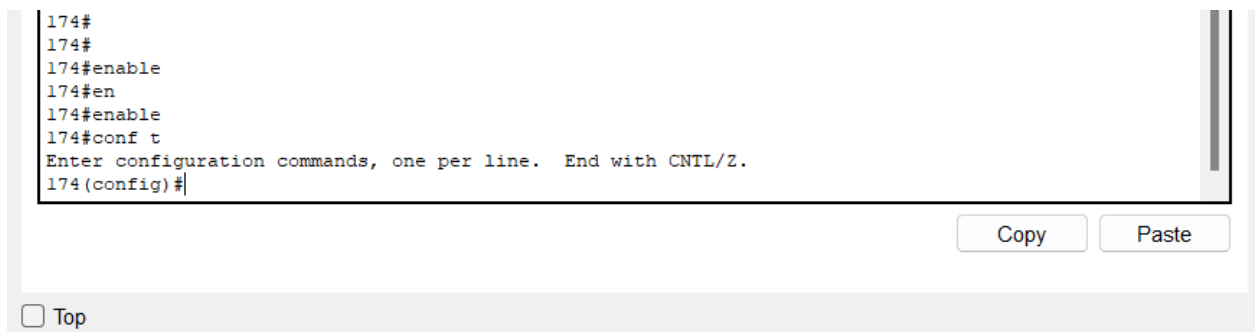 174#
174#
174#enable
174#en
174#enable
174#conf t
Enter configuration commands, one per line.  End with CNTL/Z.
174(config)#
Copy
Paste
Top